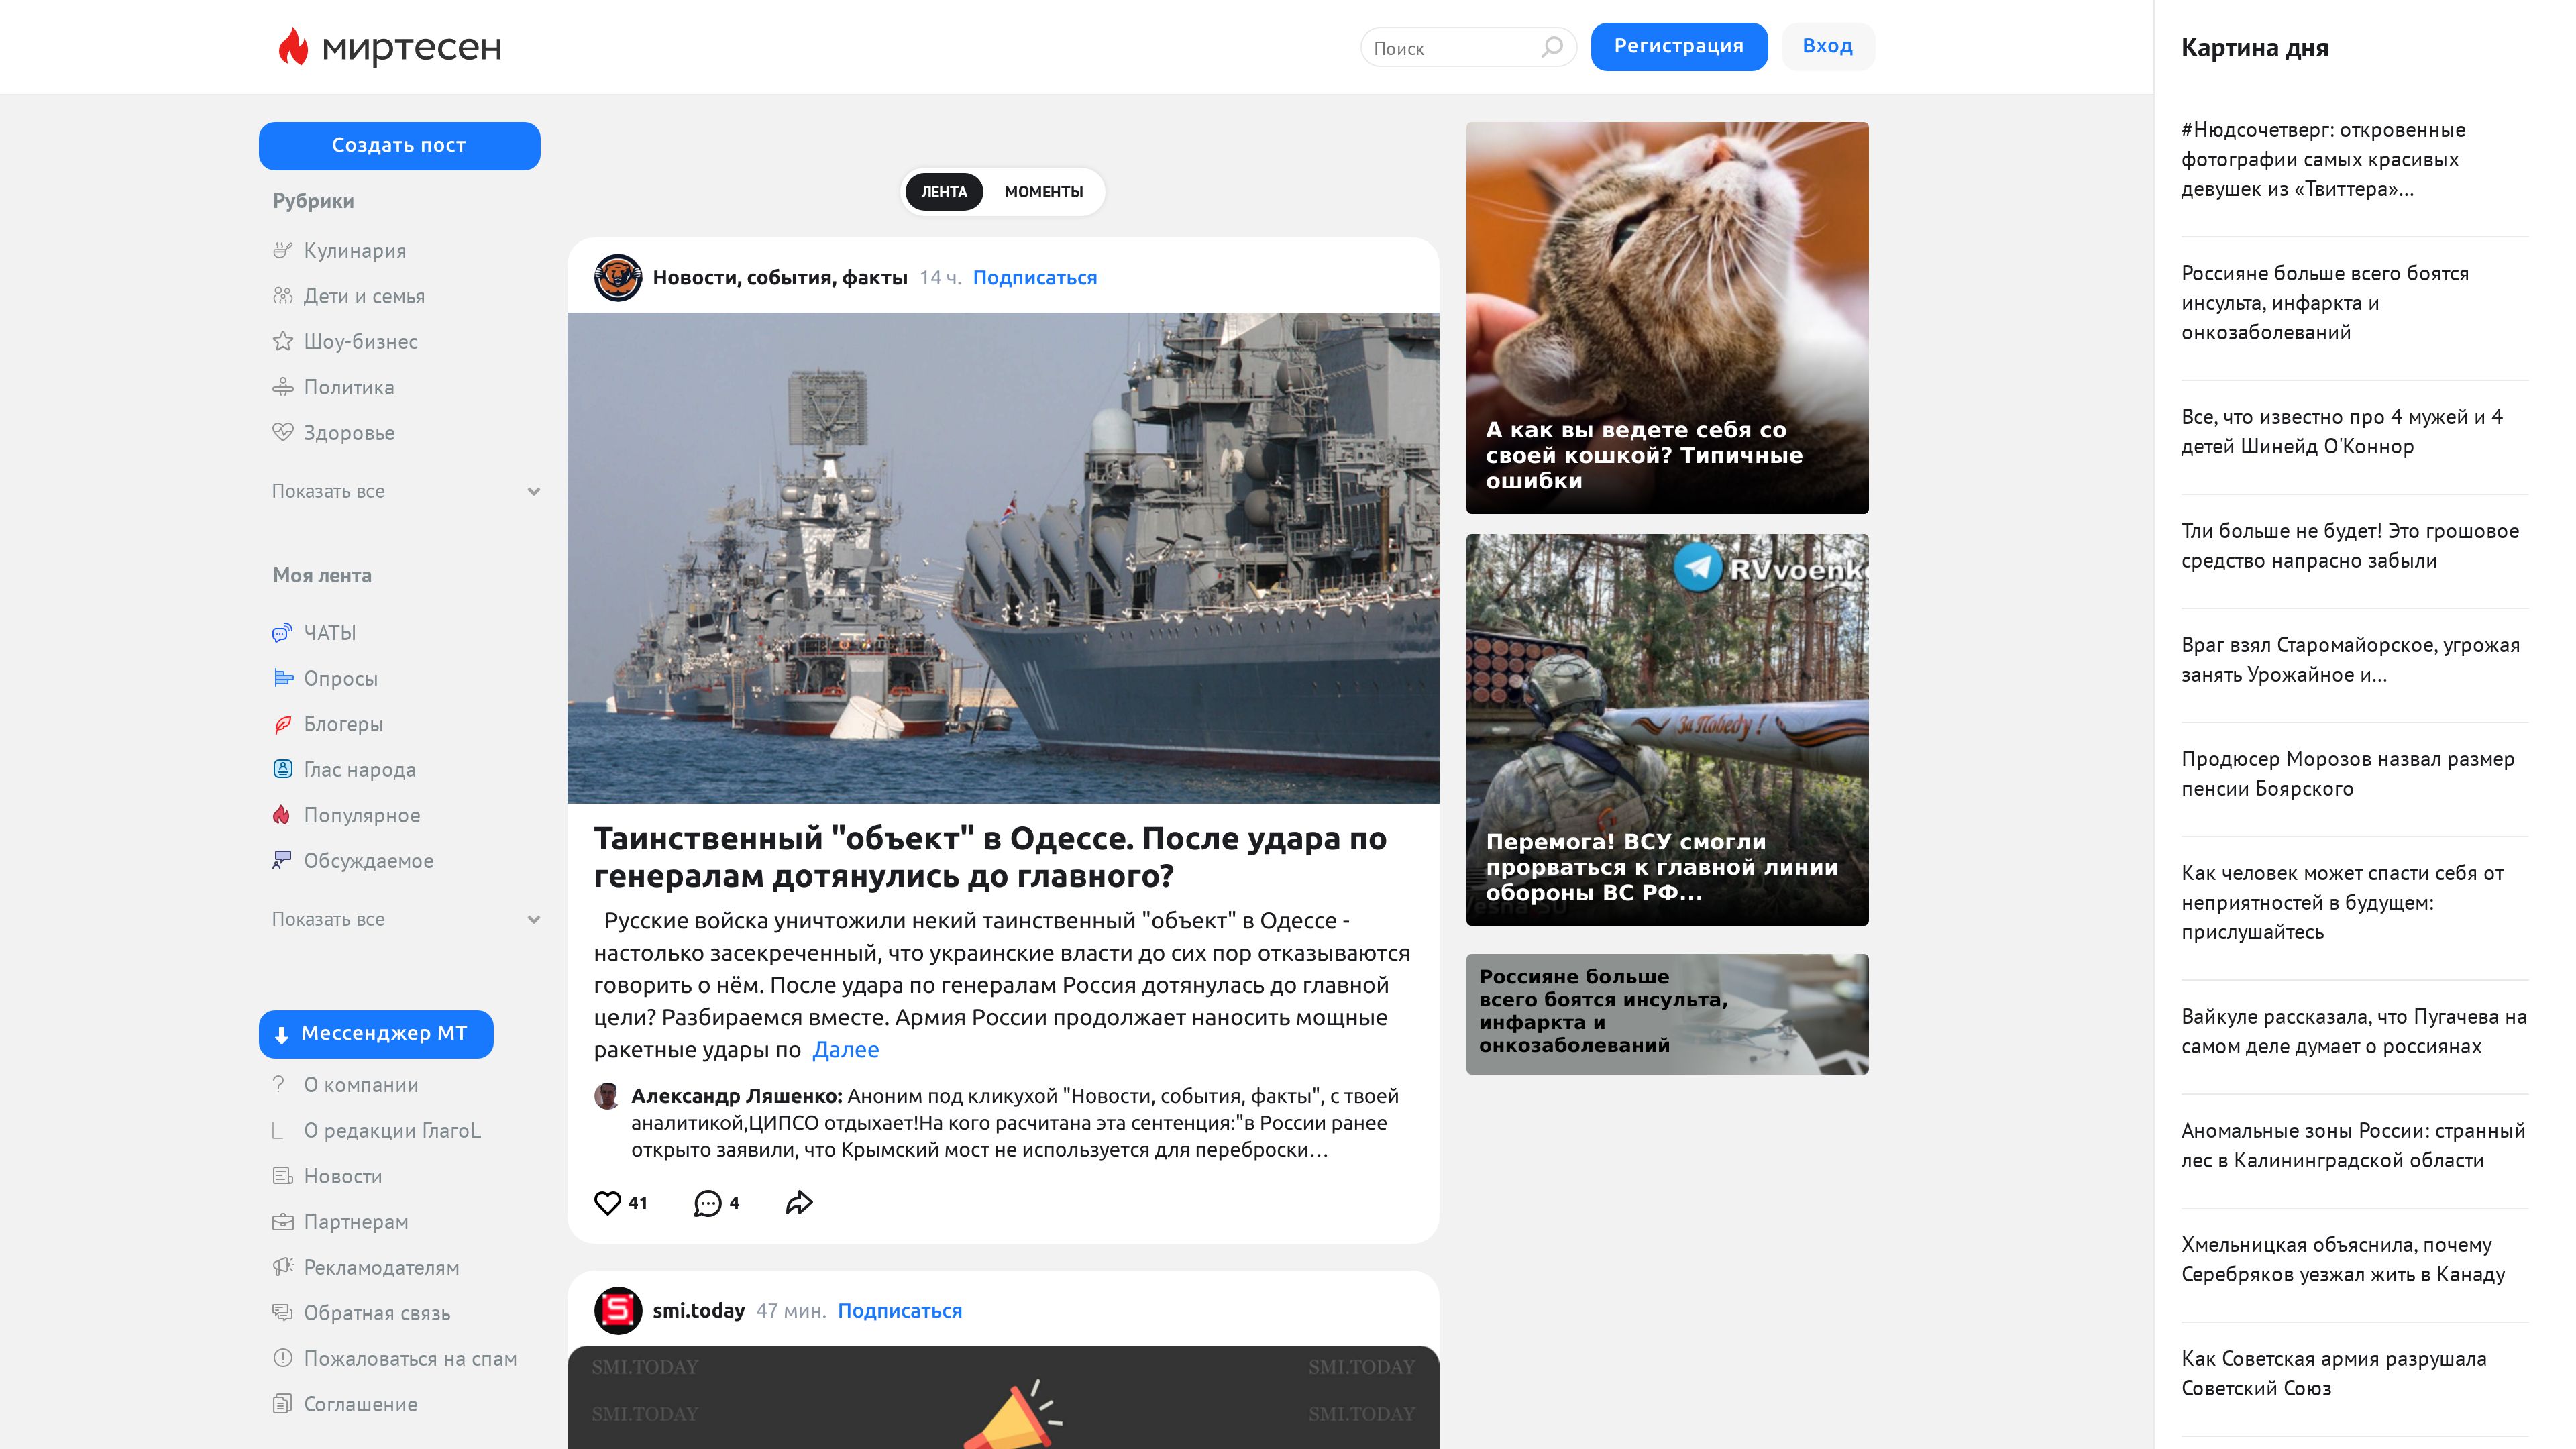 миртесен
Поиск
Регистрация
Вход
Создать пост
Рубрики
Кулинария
Дети и семья
Шоу-бизнес
Политика
Здоровье
Показать все
Моя лента
ЧАТЫ
Опросы
Блогеры
Глас народа
Популярное
Обсуждаемое
Показать все
Мессенджер МТ
О компании
О редакции ГлагоL
Новости
Партнерам
Рекламодателям
Обратная связь
Пожаловаться на спам
Соглашение
ЛЕНТА
МОМЕНТЫ
Новости, события, факты 14 ч. Подписаться
Таинственный "объект" в Одессе. После удара по
генералам дотянулись до главного?
Русские войска уничтожили некий таинственный "объект" в Одессе -
настолько засекреченный, что украинские власти до сих пор отказываются
говорить о нём. После удара по генералам Россия дотянулась до главной
цели? Разбираемся вместе. Армия России продолжает наносить мощные
ракетные удары по Далее
Александр Ляшенко: Аноним под кликухой "Новости, события, факты", с твоей
аналитикой,ЦИПСО отдыхает!На кого расчитана эта сентенция:"в России ранее
открыто заявили, что Крымский мост не используется для переброски...
41
4
smi.today 47 мин. Подписаться
SMI.TODAY
SMI.TODAY
SMI.TODAY
SMI.TODAY
А как вы ведете себя со
своей кошкой? Типичные
ошибки
RVvoenk
За Победу!
Перемога! ВСУ смогли
прорваться к главной линии
обороны ВС РФ...
Россияне больше
всего боятся инсульта,
инфаркта и
онкозаболеваний
Картина дня
#Нюдсочетверг: откровенные
фотографии самых красивых
девушек из «Твиттера»...
Россияне больше всего боятся
инсульта, инфаркта и
онкозаболеваний
Все, что известно про 4 мужей и 4
детей Шинейд О'Коннор
Тли больше не будет! Это грошовое
средство напрасно забыли
Враг взял Старомайорское, угрожая
занять Урожайное и...
Продюсер Морозов назвал размер
пенсии Боярского
Как человек может спасти себя от
неприятностей в будущем:
прислушайтесь
Вайкуле рассказала, что Пугачева на
самом деле думает о россиянах
Аномальные зоны России: странный
лес в Калининградской области
Хмельницкая объяснила, почему
Серебряков уезжал жить в Канаду
Как Советская армия разрушала
Советский Союз